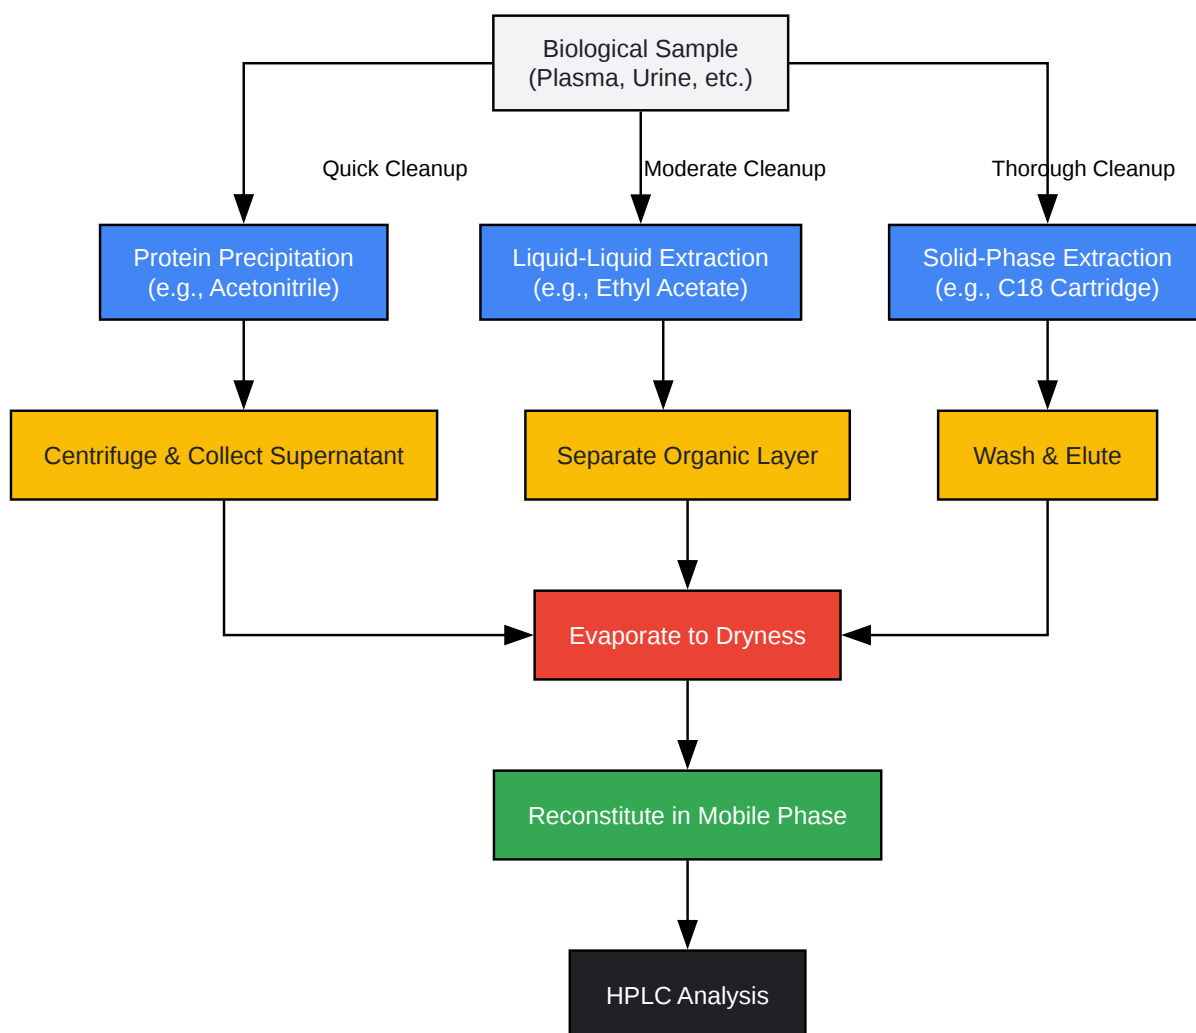 Biological Sample
(Plasma, Urine, etc.)
Quick Cleanup
Moderate Cleanup
Thorough Cleanup
Protein Precipitation
(e.g., Acetonitrile)
Liquid-Liquid Extraction
(e.g., Ethyl Acetate)
Solid-Phase Extraction
(e.g., C18 Cartridge)
Centrifuge & Collect Supernatant
Separate Organic Layer
Wash & Elute
Evaporate to Dryness
Reconstitute in Mobile Phase
HPLC Analysis